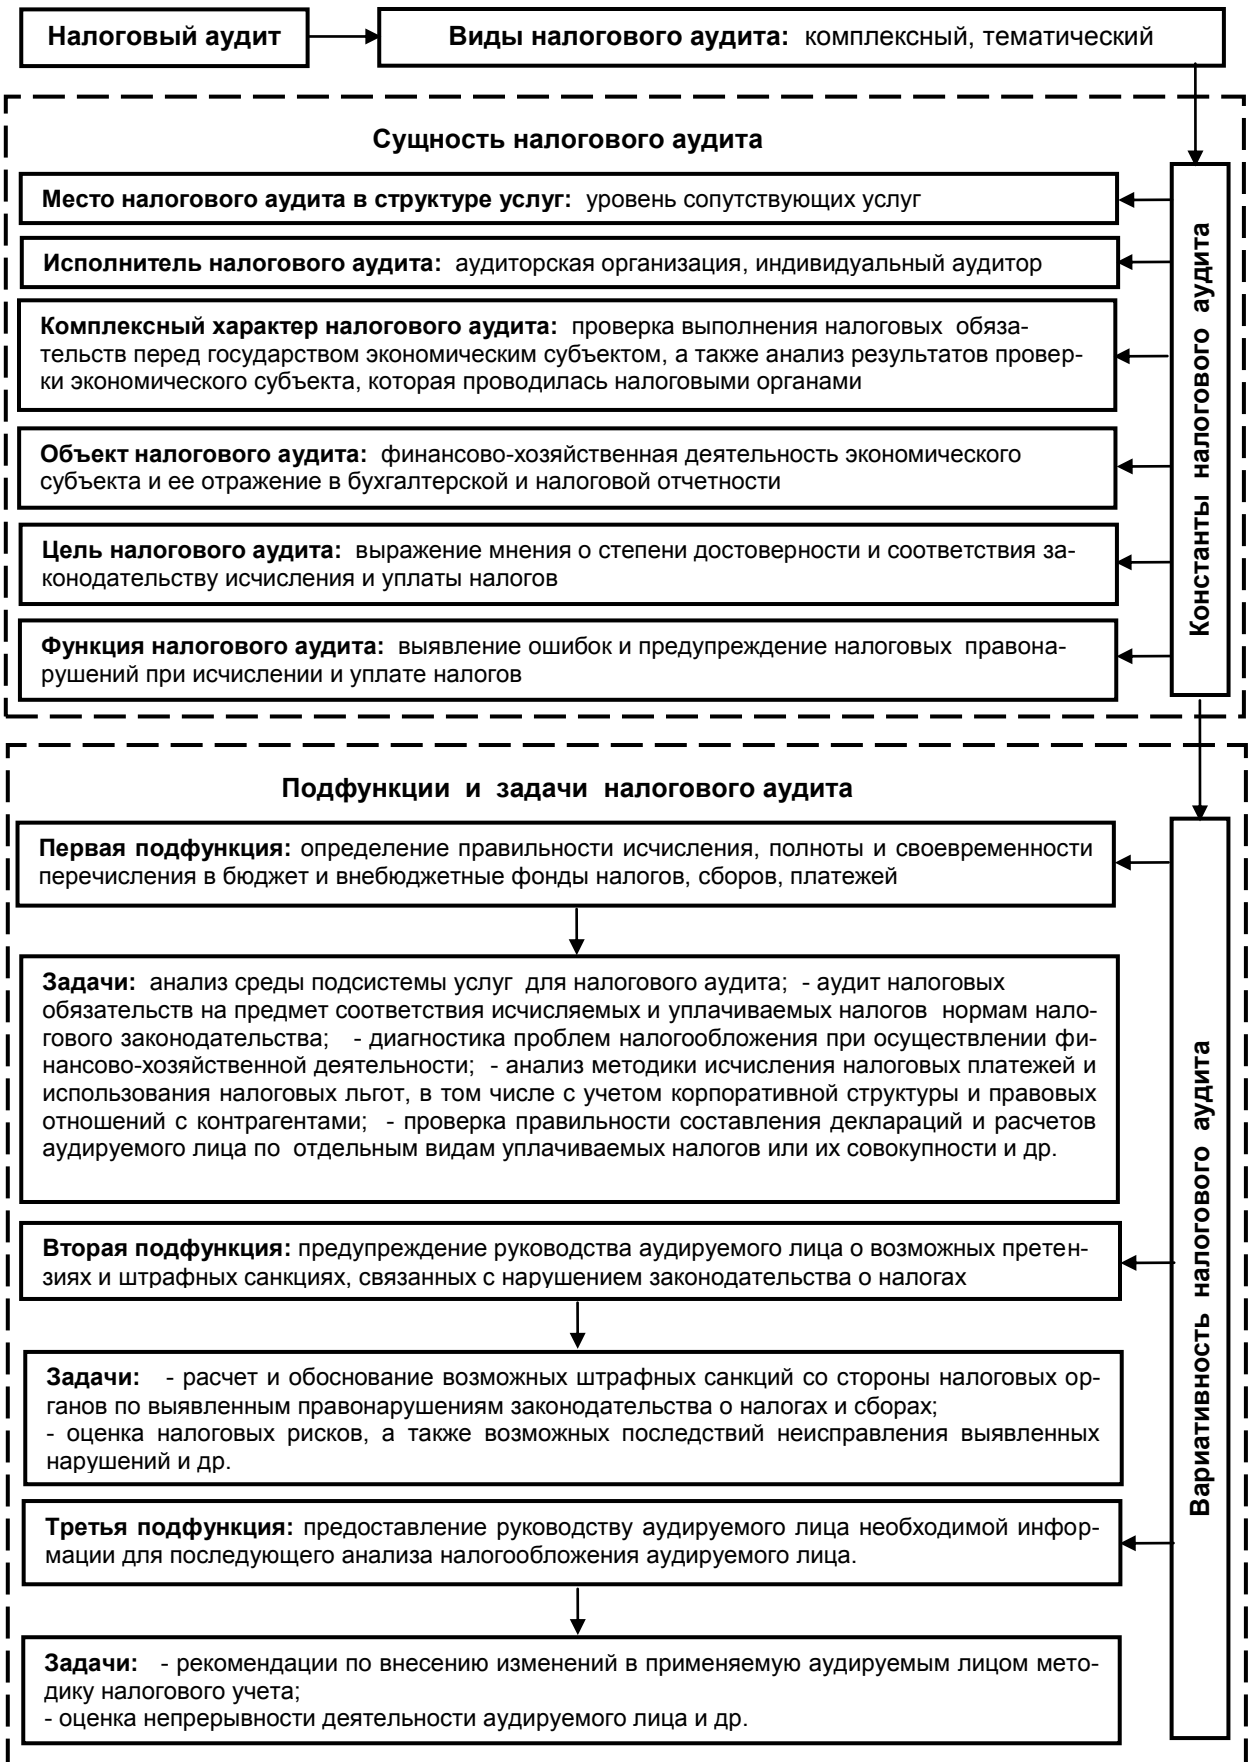 Налоговый аудит
Виды налогового аудита: комплексный, тематический
Сущность налогового аудита
Константы налогового аудита
Место налогового аудита в структуре услуг: уровень сопутствующих услуг
Исполнитель налогового аудита: аудиторская организация, индивидуальный аудитор
Комплексный характер налогового аудита: проверка выполнения налоговых обяза-
тельств перед государством экономическим субъектом, а также анализ результатов провер-
ки экономического субъекта, которая проводилась налоговыми органами
Объект налогового аудита: финансово-хозяйственная деятельность экономического
субъекта и ее отражение в бухгалтерской и налоговой отчетности
Цель налогового аудита: выражение мнения о степени достоверности и соответствия за-
конодательству исчисления и уплаты налогов
Функция налогового аудита: выявление ошибок и предупреждение налоговых правона-
рушений при исчислении и уплате налогов
Подфункции и задачи налогового аудита
Вариативность налогового аудита
Первая подфункция: определение правильности исчисления, полноты и своевременности
перечисления в бюджет и внебюджетные фонды налогов, сборов, платежей
Задачи: анализ среды подсистемы услуг для налогового аудита; - аудит налоговых
обязательств на предмет соответствия исчисляемых и уплачиваемых налогов нормам нало-
гового законодательства; - диагностика проблем налогообложения при осуществлении фи-
нансово-хозяйственной деятельности; - анализ методики исчисления налоговых платежей и
использования налоговых льгот, в том числе с учетом корпоративной структуры и правовых
отношений с контрагентами; - проверка правильности составления деклараций и расчетов
аудируемого лица по отдельным видам уплачиваемых налогов или их совокупности и др.
Вторая подфункция: предупреждение руководства аудируемого лица о возможных претен-
зиях и штрафных санкциях, связанных с нарушением законодательства о налогах
Задачи: - расчет и обоснование возможных штрафных санкций со стороны налоговых ор-
ганов по выявленным правонарушениям законодательства о налогах и сборах;
- оценка налоговых рисков, а также возможных последствий неисправления выявленных
нарушений и др.
Третья подфункция: предоставление руководству аудируемого лица необходимой инфор-
мации для последующего анализа налогообложения аудируемого лица.
Задачи: - рекомендации по внесению изменений в применяемую аудируемым лицом мето-
дику налогового учета;
- оценка непрерывности деятельности аудируемого лица и др.